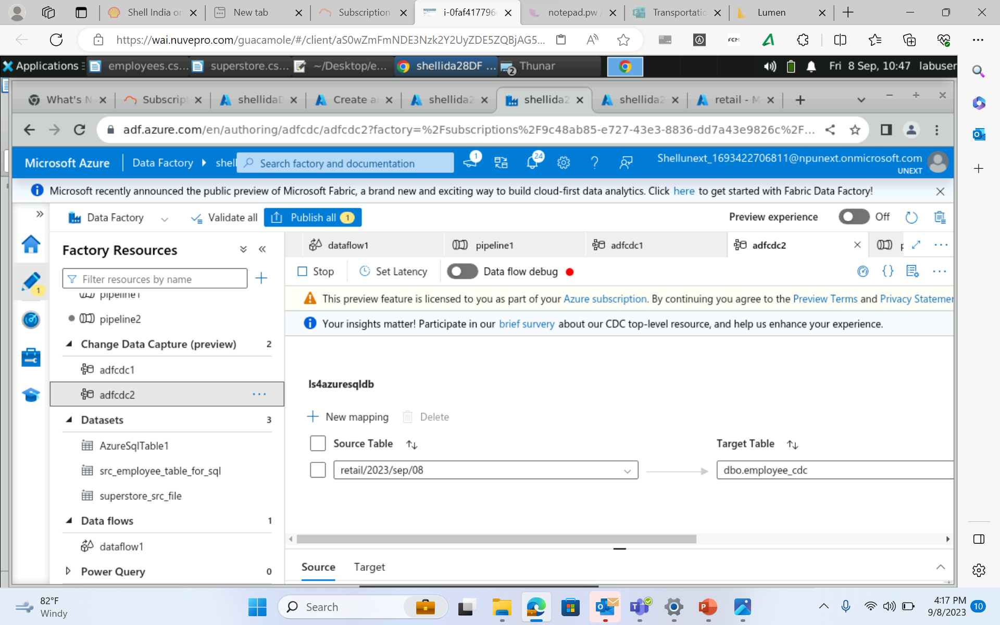 Shell India or
New tab
Subscription
i-0faf417796
notepad.pw
Transportatio
Lumen
https://wai.nuvepro.com/guacamole/#/client/aS0wZmFmNDE3Nzk2Y2UyZDE5ZQBjAG5...
FCM
Applications
employees.cs...
superstore.cs...
~/Desktop/e...
shellida28DF ...
2
Thunar
Fri 8 Sep, 10:47
labuser
What's N
Subscript
shellidaD
Create a
shellida2
shellida2
shellida2
retail - M
adf.azure.com/en/authoring/adfcdc/adfcdc2?factory=%2Fsubscriptions%2F9c48ab85-e727-43e3-8836-dd7a43e9826c%2F...
Microsoft Azure
Data Factory
shell
Search factory and documentation
1
24
Shellunext_1693422706811@npunext.onmicrosoft.com
UNEXT
Microsoft recently announced the public preview of Microsoft Fabric, a brand new and exciting way to build cloud-first data analytics. Click here to get started with Fabric Data Factory!
Data Factory
Validate all
Publish all 1
Preview experience
Off
Factory Resources
dataflow1
pipeline1
adfcdc1
adfcdc2
Filter resources by name
Stop
Set Latency
Data flow debug
1
pipeline1
This preview feature is licensed to you as part of your Azure subscription. By continuing you agree to the Preview Terms and Privacy Statemen
pipeline2
Your insights matter! Participate in our brief survery about our CDC top-level resource, and help us enhance your experience.
Change Data Capture (preview) 2
adfcdc1
ls4azuresqldb
adfcdc2
New mapping
Delete
Datasets 3
Source Table
Target Table
AzureSqlTable1
src_employee_table_for_sql
retail/2023/sep/08
dbo.employee_cdc
superstore_src_file
Data flows 1
dataflow1
Power Query 0
Source
Target
82°F
Windy
Search
4:17 PM
9/8/2023
10